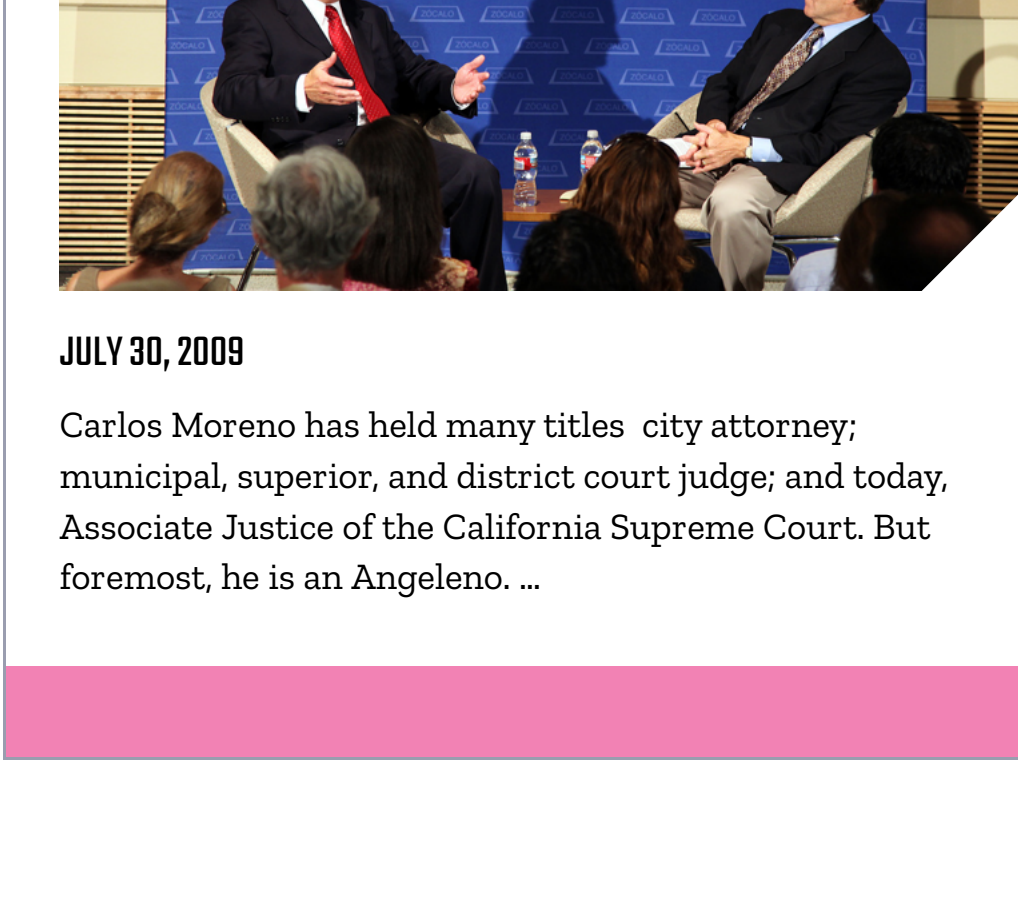 ZÓCALO
JULY 30, 2009
Carlos Moreno has held many titles  city attorney;
municipal, superior, and district court judge; and today,
Associate Justice of the California Supreme Court. But
foremost, he is an Angeleno. ...